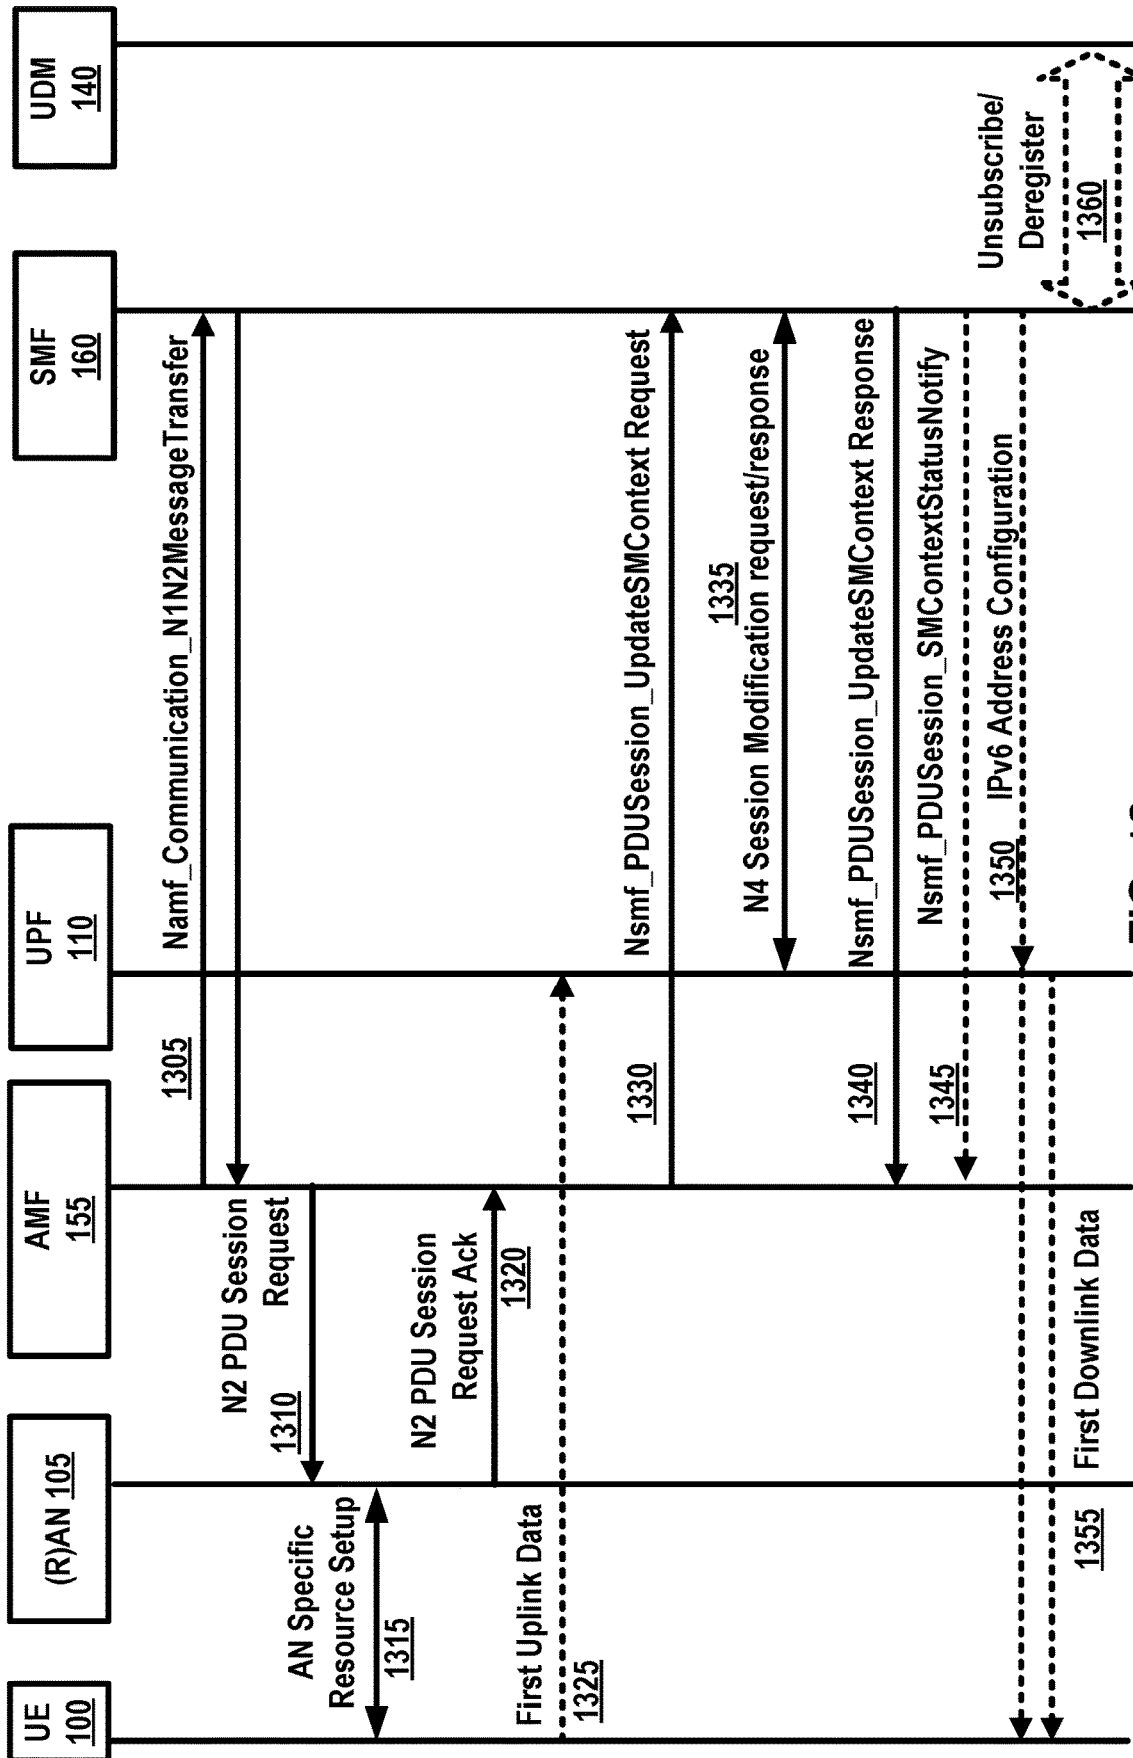 UE
100
(R)AN 105
AMF
155
UPF
110
SMF
160
UDM
140
Namf_Communication_N1N2MessageTransfer
1305
N2 PDU Session
Request
1310
AN Specific
Resource Setup
1315
N2 PDU Session
Request Ack
1320
First Uplink Data
1325
Nsmf_PDUSession_UpdateSMContext Request
1330
1335
N4 Session Modification request/response
Nsmf_PDUSession_UpdateSMContext Response
1340
Nsmf_PDUSession_SMContextStatusNotify
1345
1350 IPv6 Address Configuration
First Downlink Data
1355
Unsubscribe/
Deregister
1360